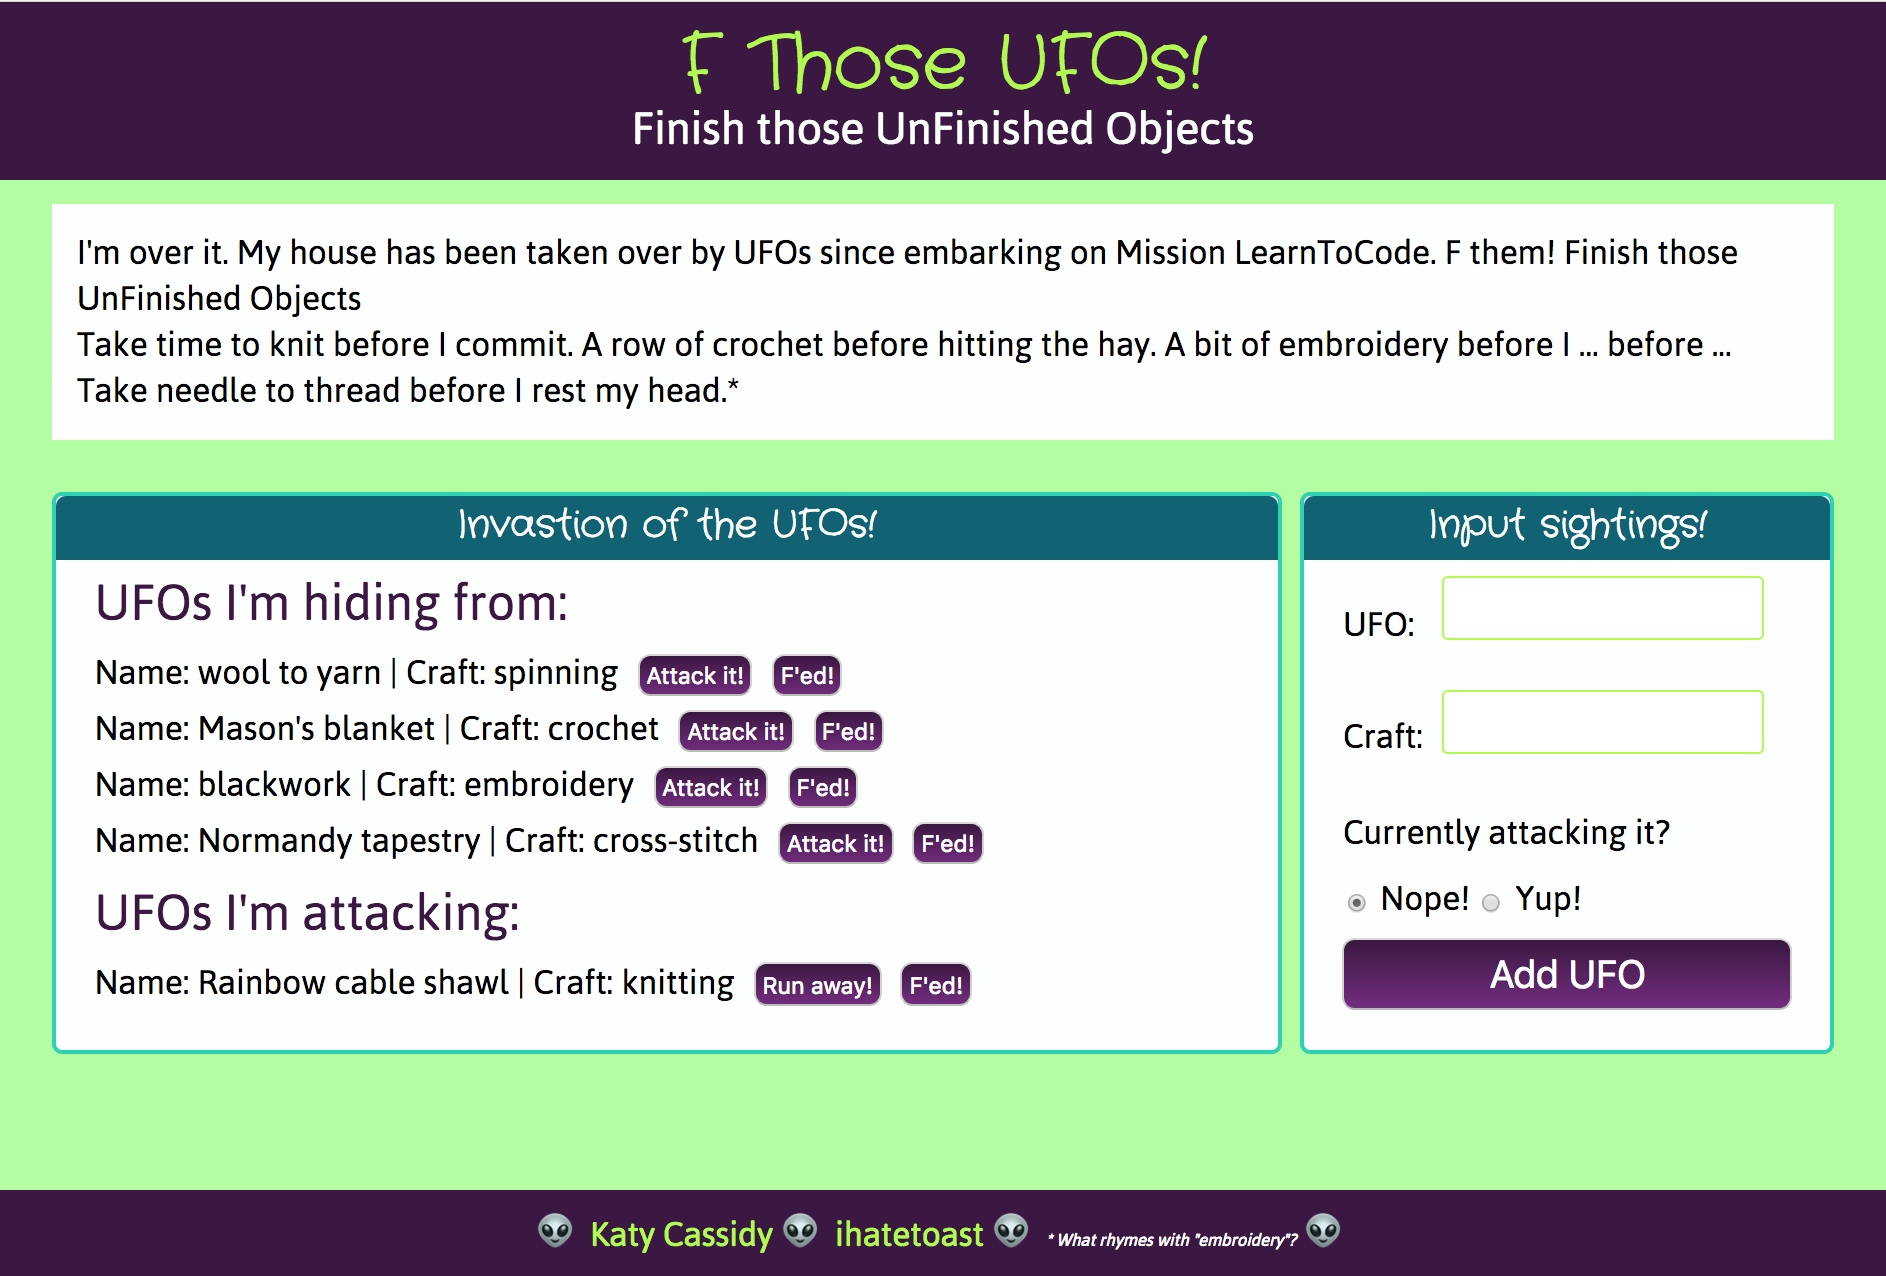 F Those UFOs!
Finish those UnFinished Objects
I'm over it. My house has been taken over by UFOs since embarking on Mission LearnToCode. F them! Finish those
UnFinished Objects
Take time to knit before I commit. A row of crochet before hitting the hay. A bit of embroidery before I ... before ...
Take needle to thread before I rest my head.*
Invastion of the UFOs!
UFOs I'm hiding from:
Name: wool to yarn | Craft: spinning Attack it! F'ed!
Name: Mason's blanket | Craft: crochet Attack it! F'ed!
Name: blackwork | Craft: embroidery Attack it! F'ed!
Name: Normandy tapestry | Craft: cross-stitch Attack it! F'ed!
UFOs I'm attacking:
Name: Rainbow cable shawl | Craft: knitting Run away! F'ed!
Input sightings!
UFO:
Craft:
Currently attacking it?
Nope! Yup!
Add UFO
Katy Cassidy ihatetoast * What rhymes with "embroidery"?